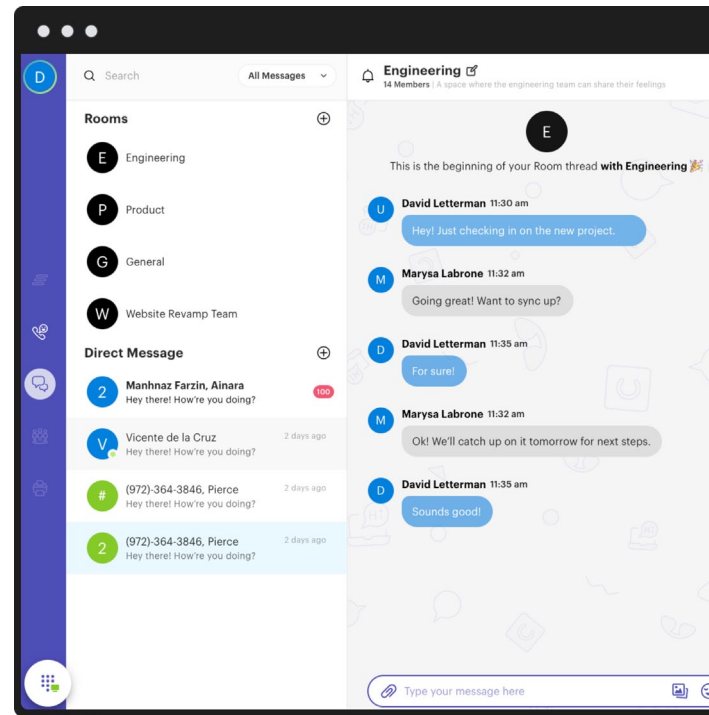 D
Search
All Messages
Rooms
E
Engineering
P
Product
G
General
W
Website Revamp Team
Direct Message
2
Manhnaz Farzin, Ainara
Hey there! How're you doing?
100
V
Vicente de la Cruz
2 days ago
Hey there! How're you doing?
#
(972)-364-3846, Pierce
2 days ago
Hey there! How're you doing?
2
(972)-364-3846, Pierce
2 days ago
Hey there! How're you doing?
Engineering
14 Members | A space where the engineering team can share their feelings
E
This is the beginning of your Room thread with Engineering 🎉
U
David Letterman 11:30 am
Hey! Just checking in on the new project.
M
Marysa Labrone 11:32 am
Going great! Want to sync up?
D
David Letterman 11:35 am
For sure!
M
Marysa Labrone 11:32 am
Ok! We'll catch up on it tomorrow for next steps.
D
David Letterman 11:35 am
Sounds good!
Hi
Type your message here